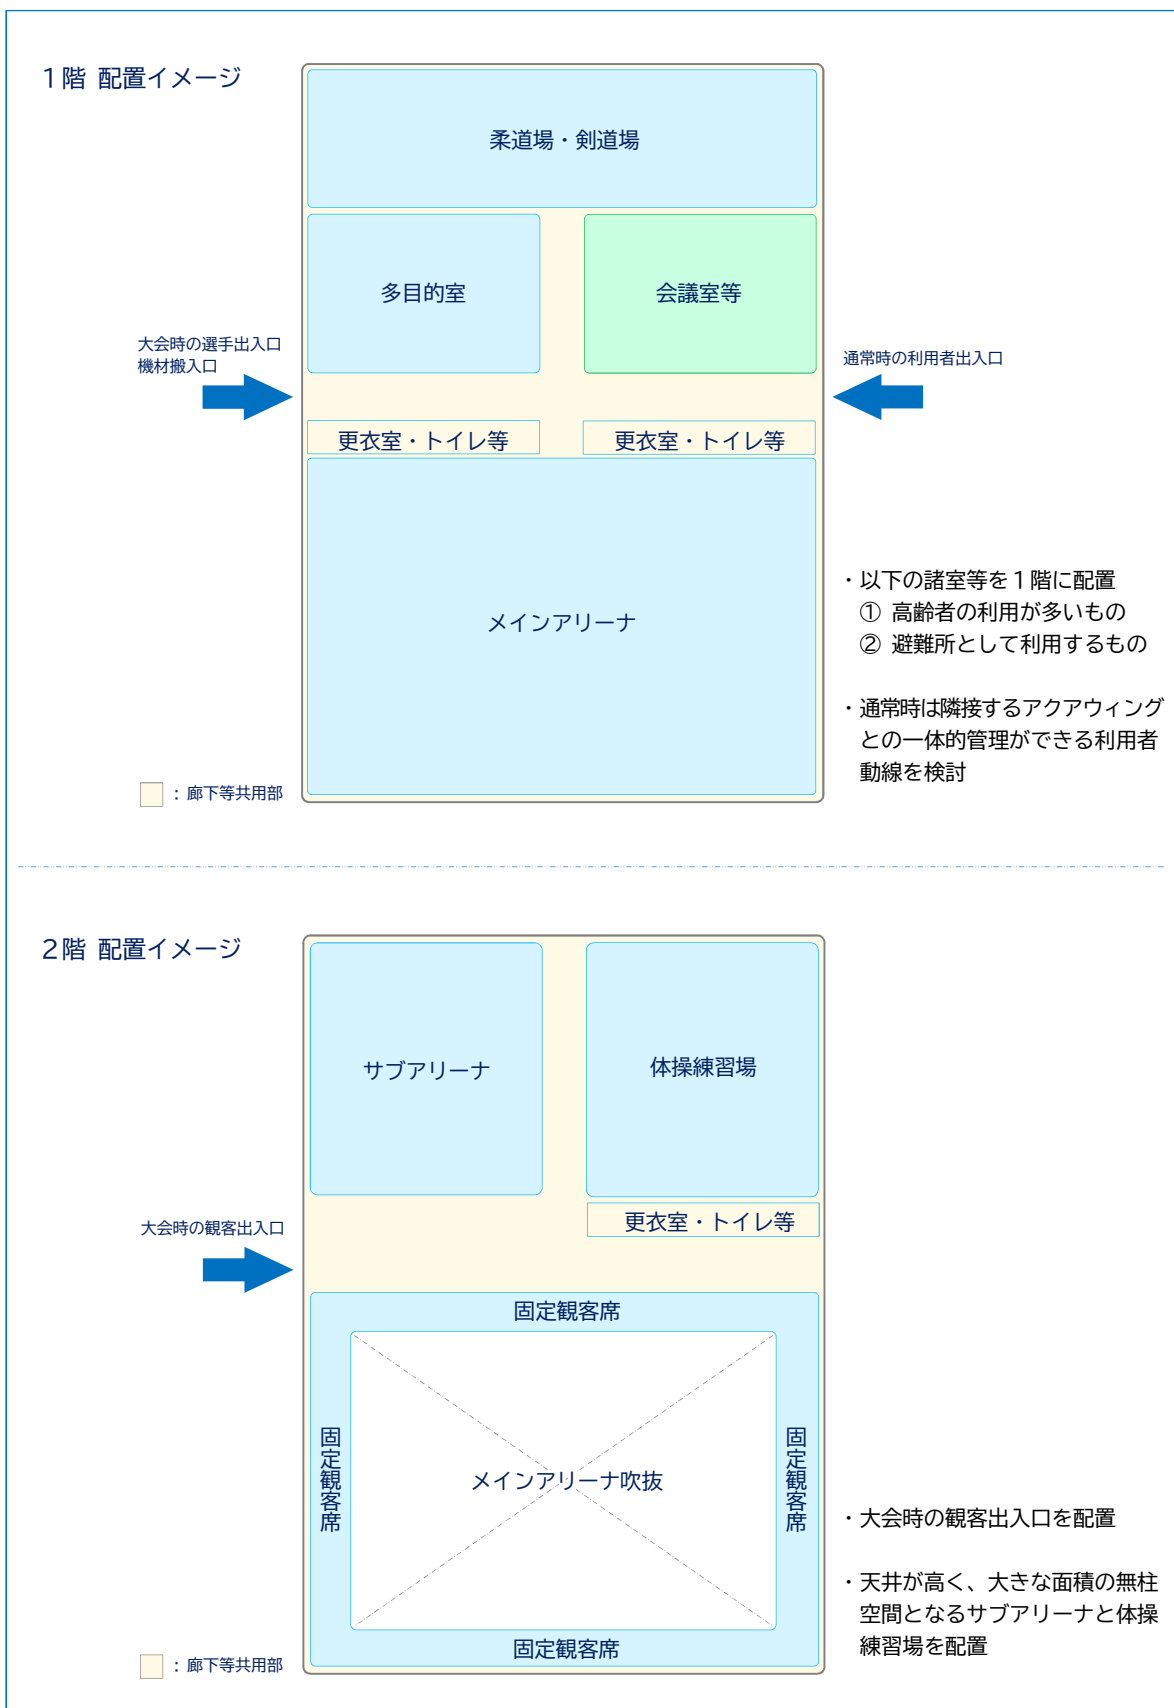 1階 配置イメージ
柔道場・剣道場
多目的室
会議室等
大会時の選手出入口
機材搬入口
通常時の利用者出入口
更衣室・トイレ等
更衣室・トイレ等
メインアリーナ
・以下の諸室等を1階に配置
① 高齢者の利用が多いもの
② 避難所として利用するもの
・通常時は隣接するアクアウィング
との一体的管理ができる利用者
動線を検討
：廊下等共用部
2階 配置イメージ
サブアリーナ
体操練習場
更衣室・トイレ等
大会時の観客出入口
固定観客席
固定観客席
メインアリーナ吹抜
固定観客席
固定観客席
・大会時の観客出入口を配置
・天井が高く、大きな面積の無柱
空間となるサブアリーナと体操
練習場を配置
：廊下等共用部